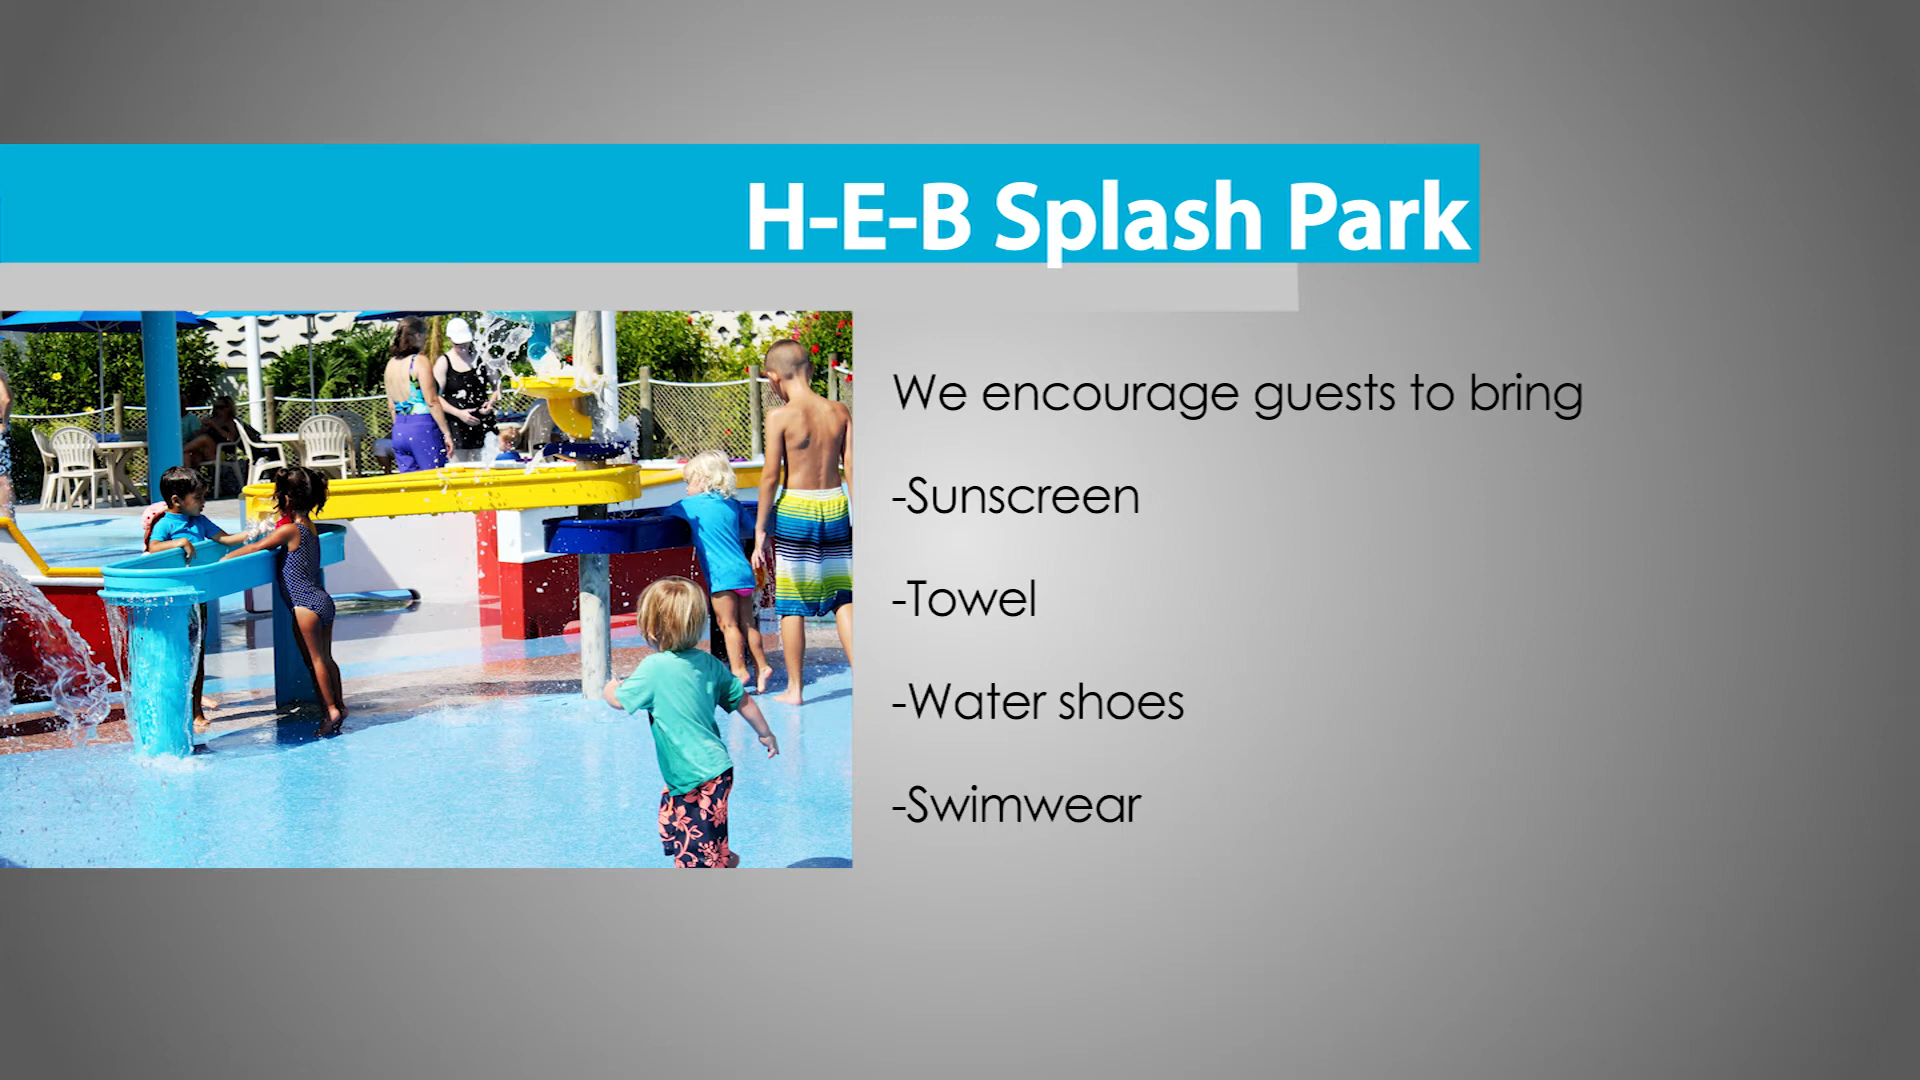 H-E-B Splash Park
We encourage guests to bring
-Sunscreen
-Towel
-Water shoes
-Swimwear